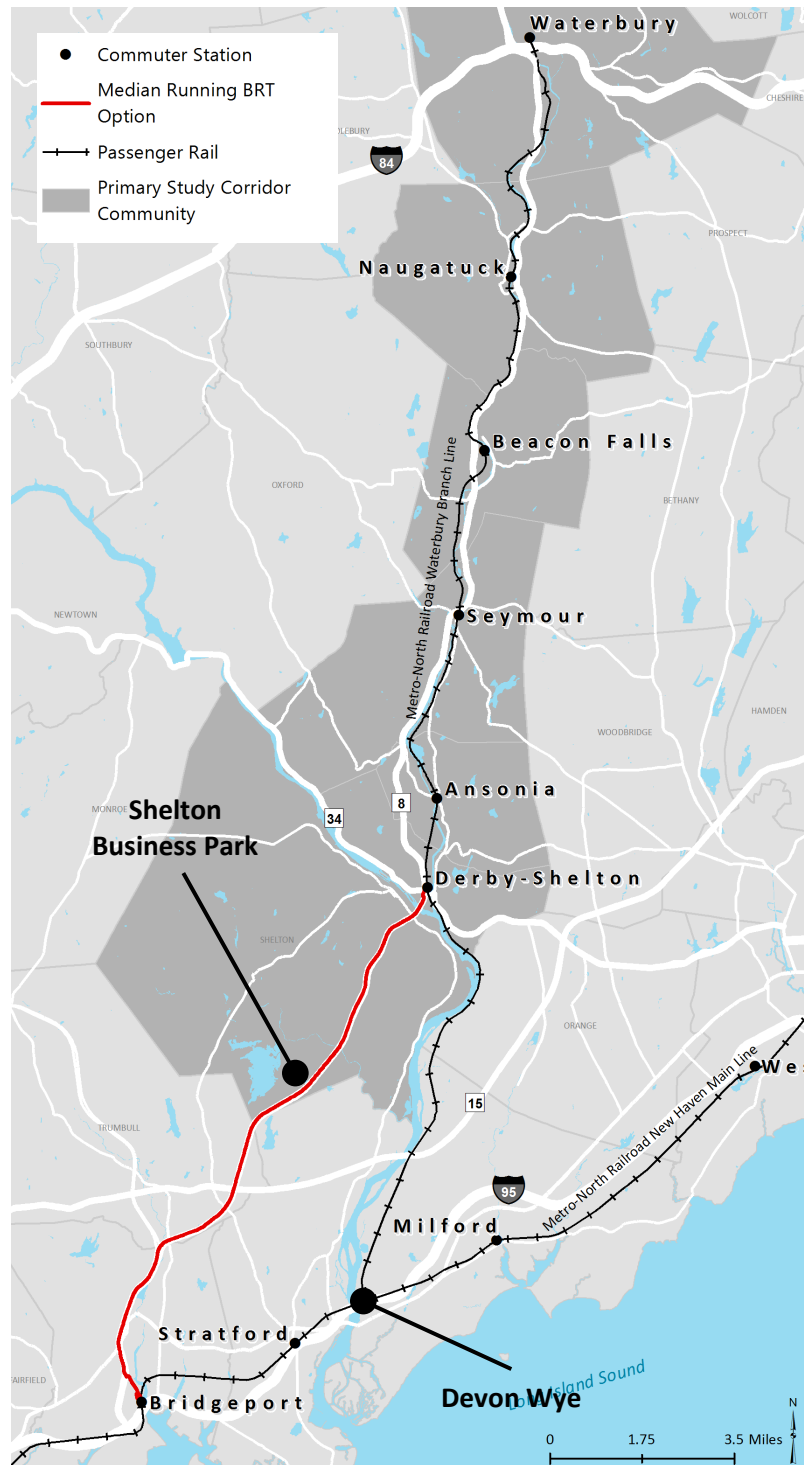 Commuter Station
Median Running BRT
Option
Passenger Rail
Primary Study Corridor
Community
Waterbury
WOLCOTT
CHESHIRE
84
PROSPECT
Naugatuck
SOUTHBURY
Beacon Falls
Metro-North Railroad Waterbury Branch Line
OXFORD
BETHANY
NEWTOWN
Seymour
HAMDEN
WOODBRIDGE
Ansonia
8
34
MONROE
Shelton
Business Park
Derby-Shelton
SHELTON
ORANGE
Metro-North Railroad New Haven Main Line
Wes
15
TRUMBULL
95
Milford
Stratford
Devon Wye
Long Island Sound
FAIRFIELD
Bridgeport
N
0 1.75 3.5 Miles